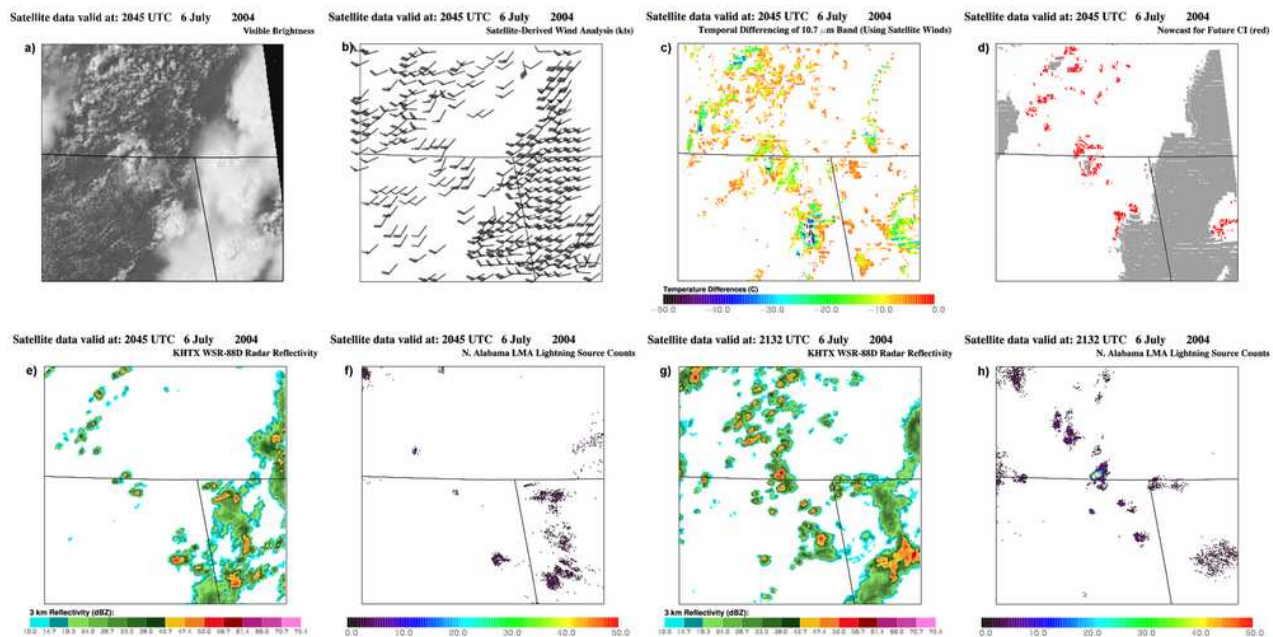 Satellite data valid at: 2045 UTC 6 July 2004
Visible Brightness
a)
Satellite data valid at: 2045 UTC 6 July 2004
Satellite-Derived Wind Analysis (kts)
b)
Satellite data valid at: 2045 UTC 6 July 2004
Temporal Differencing of 10.7 μm Band (Using Satellite Winds)
c)
Temperature Differences (C)
-50.0 -40.0 -30.0 -20.0 -10.0 0.0
Satellite data valid at: 2045 UTC 6 July 2004
Nowcast for Future CI (red)
d)
Satellite data valid at: 2045 UTC 6 July 2004
KHTX WSR-88D Radar Reflectivity
e)
3 km Reflectivity (dBZ):
Satellite data valid at: 2045 UTC 6 July 2004
N. Alabama LMA Lightning Source Counts
f)
0.0 10.0 20.0 30.0 40.0 50.0
Satellite data valid at: 2132 UTC 6 July 2004
KHTX WSR-88D Radar Reflectivity
g)
3 km Reflectivity (dBZ):
Satellite data valid at: 2132 UTC 6 July 2004
N. Alabama LMA Lightning Source Counts
h)
0.0 10.0 20.0 30.0 40.0 50.0